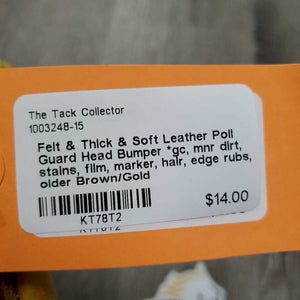 The Tack Collector
1003248-15
Felt & Thick & Soft Leather Poll
Guard Head Bumper *gc, mnr dirt,
stains, film, marker, hair, edge rubs,
older Brown/Gold
$14.00
KT78T2
KT78T2